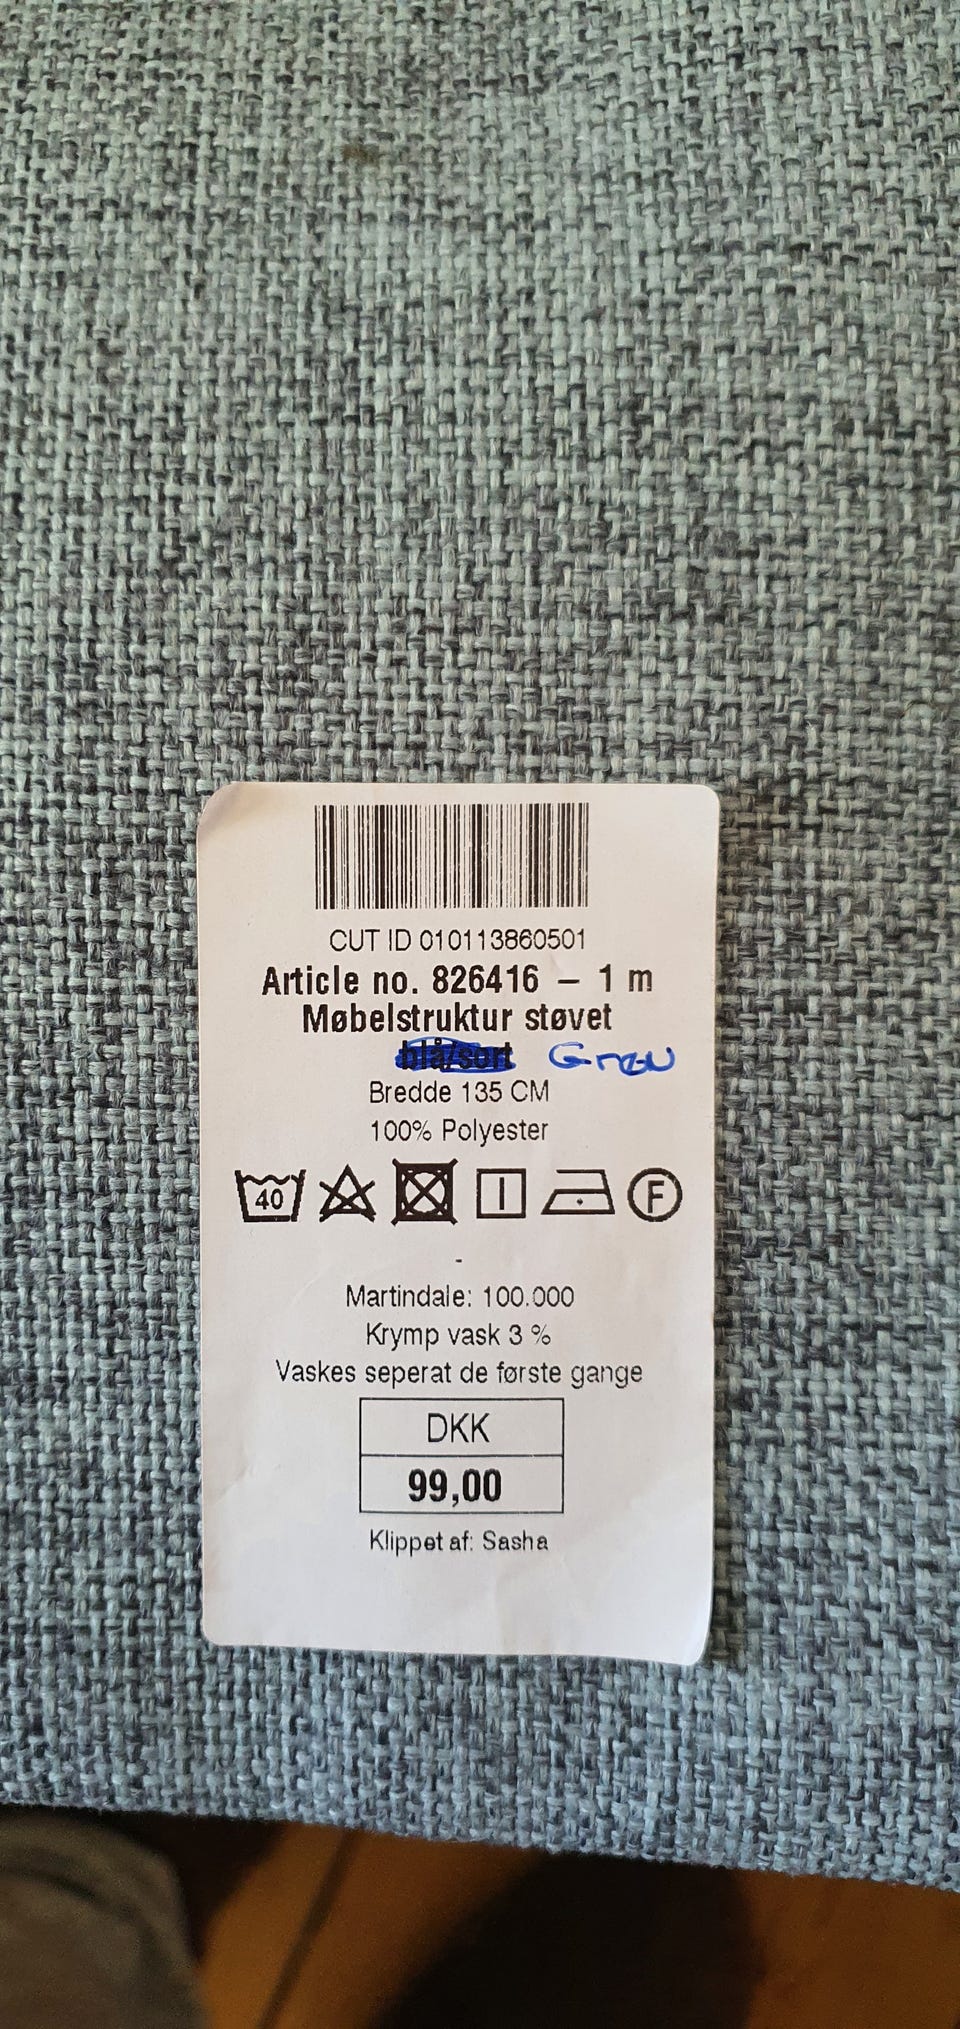 CUT ID 010113860501
Article no. 826416 – 1 m
Møbelstruktur støvet
blå/sort
Bredde 135 CM
100% Polyester
40 F
-
Martindale: 100.000
Krymp vask 3 %
Vaskes seperat de første gange
DKK
99,00
Klippet af: Sasha